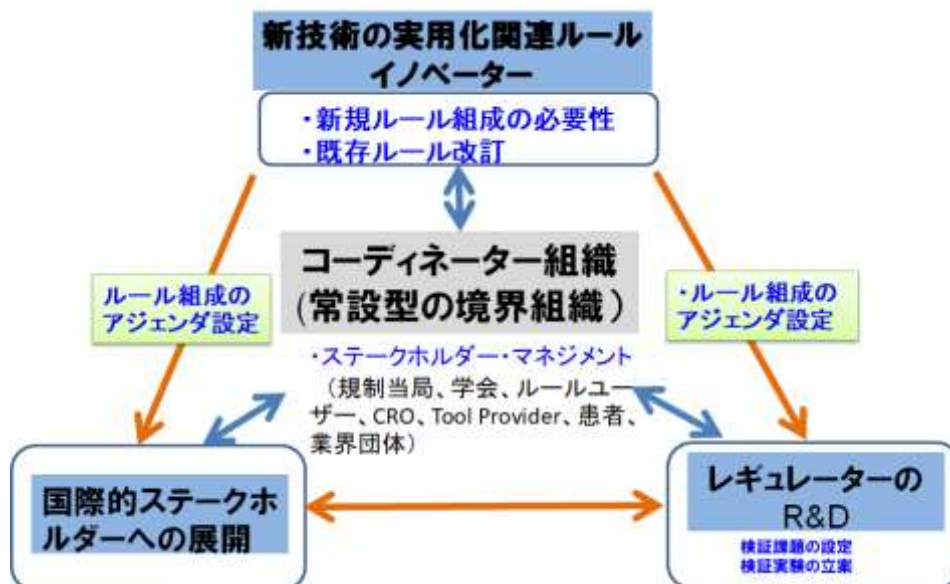 新技術の実用化関連ルール
イノベーター
・新規ルール組成の必要性
・既存ルール改訂
コーディネーター組織
(常設型の境界組織)
ルール組成の
アジェンダ設定
・ルール組成の
アジェンダ設定
・ステークホルダー・マネジメント
(規制当局、学会、ルールユー
ザー、CRO、Tool Provider、患者、
業界団体)
国際的ステークホ
ルダーへの展開
レギュレーターの
R&D
検証課題の設定
検証実験の立案